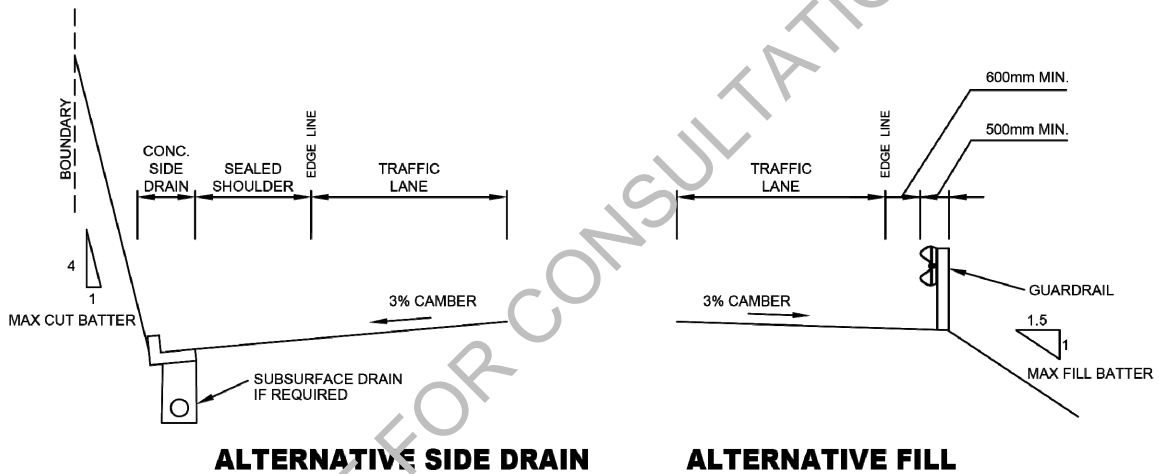 BOUNDARY
CONC.
SIDE
DRAIN
SEALED
SHOULDER
EDGE LINE
TRAFFIC
LANE
4
1
MAX CUT BATTER
3% CAMBER
SUBSURFACE DRAIN
IF REQUIRED
ALTERNATIVE SIDE DRAIN
600mm MIN.
500mm MIN.
TRAFFIC
LANE
EDGE LINE
3% CAMBER
GUARDRAIL
1.5
1
MAX FILL BATTER
ALTERNATIVE FILL
FOR CONSULTATI